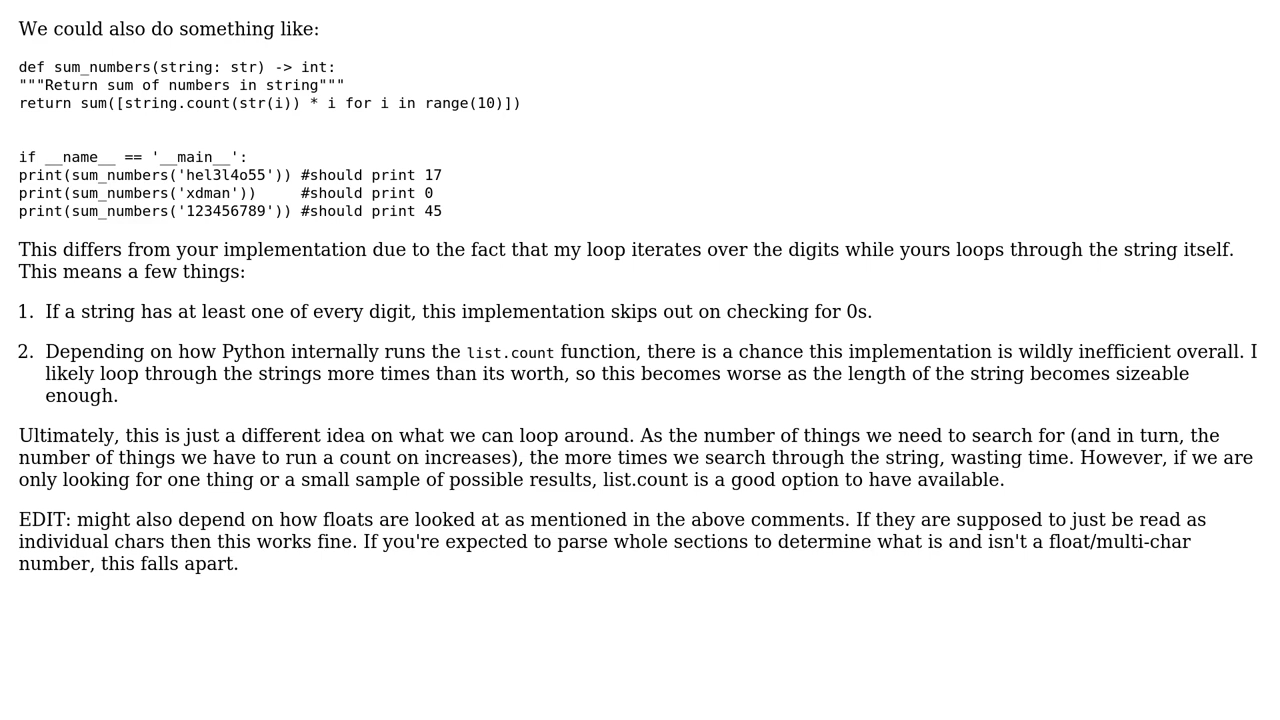 We could also do something like:
def sum_numbers(string: str) -> int:
"""Return sum of numbers in string"""
return sum([string.count(str(i)) * i for i in range(10)])
if __name__ == '__main__':
print(sum_numbers('hel3l4o55')) #should print 17
print(sum_numbers('xdman'))     #should print 0
print(sum_numbers('123456789')) #should print 45
This differs from your implementation due to the fact that my loop iterates over the digits while yours loops through the string itself.
This means a few things:
1. If a string has at least one of every digit, this implementation skips out on checking for 0s.
2. Depending on how Python internally runs the list.count function, there is a chance this implementation is wildly inefficient overall. I
likely loop through the strings more times than its worth, so this becomes worse as the length of the string becomes sizeable
enough.
Ultimately, this is just a different idea on what we can loop around. As the number of things we need to search for (and in turn, the
number of things we have to run a count on increases), the more times we search through the string, wasting time. However, if we are
only looking for one thing or a small sample of possible results, list.count is a good option to have available.
EDIT: might also depend on how floats are looked at as mentioned in the above comments. If they are supposed to just be read as
individual chars then this works fine. If you're expected to parse whole sections to determine what is and isn't a float/multi-char
number, this falls apart.